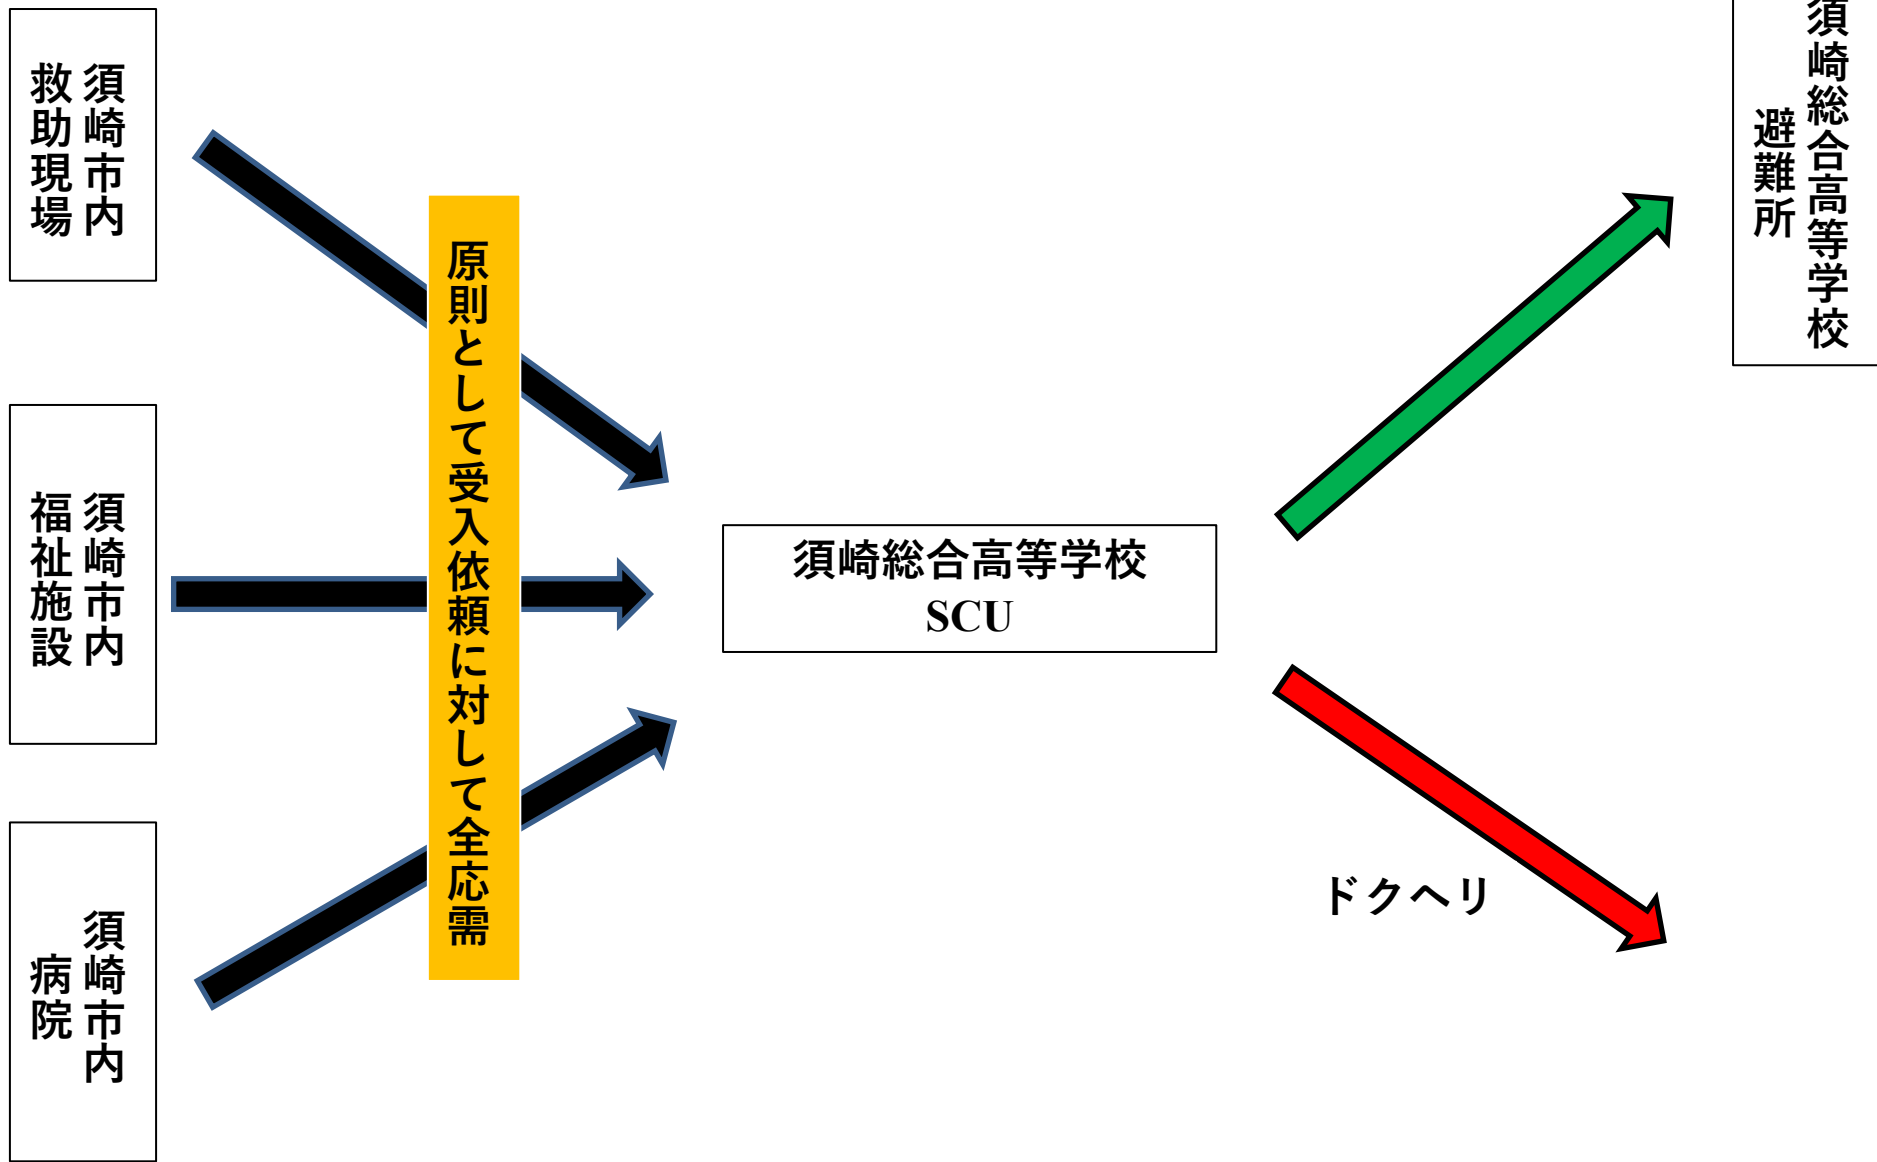 須崎市内
救助現場
須崎市内
福祉施設
須崎市内
病院
原則として受入依頼に対して全応需
須崎総合高等学校
SCU
須崎総合高等学校
避難所
ドクヘリ